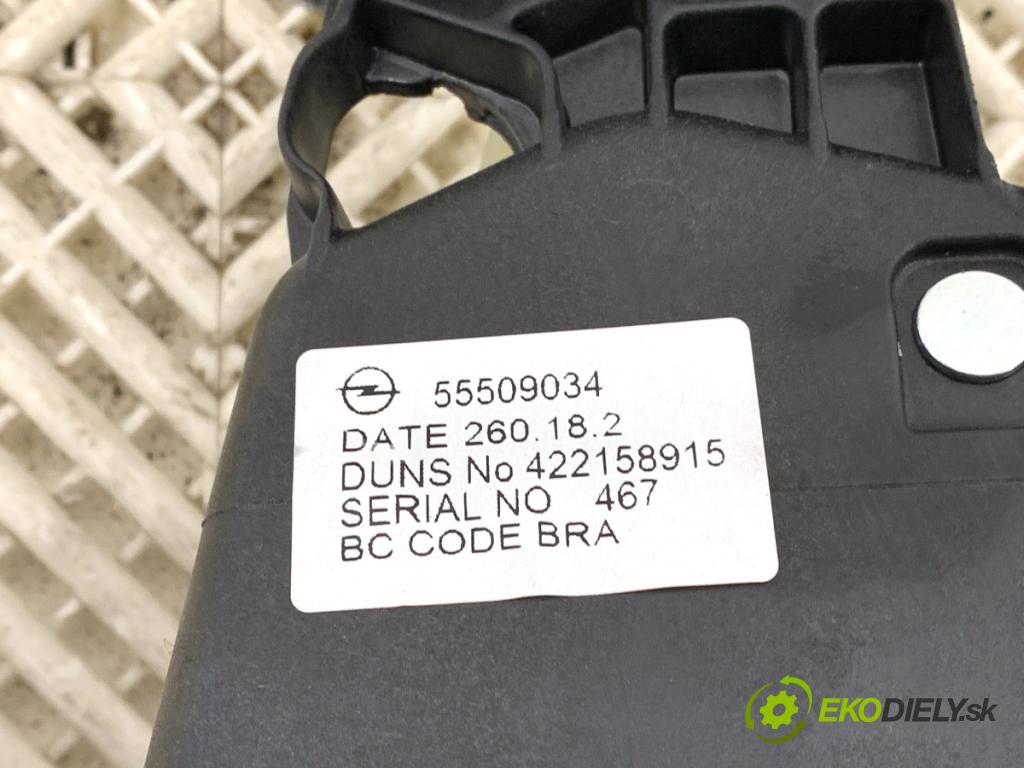 55509034
DATE 260.18.2
DUNS No 422158915
SERIAL NO 467
BC CODE BRA
EKODIELY.sk